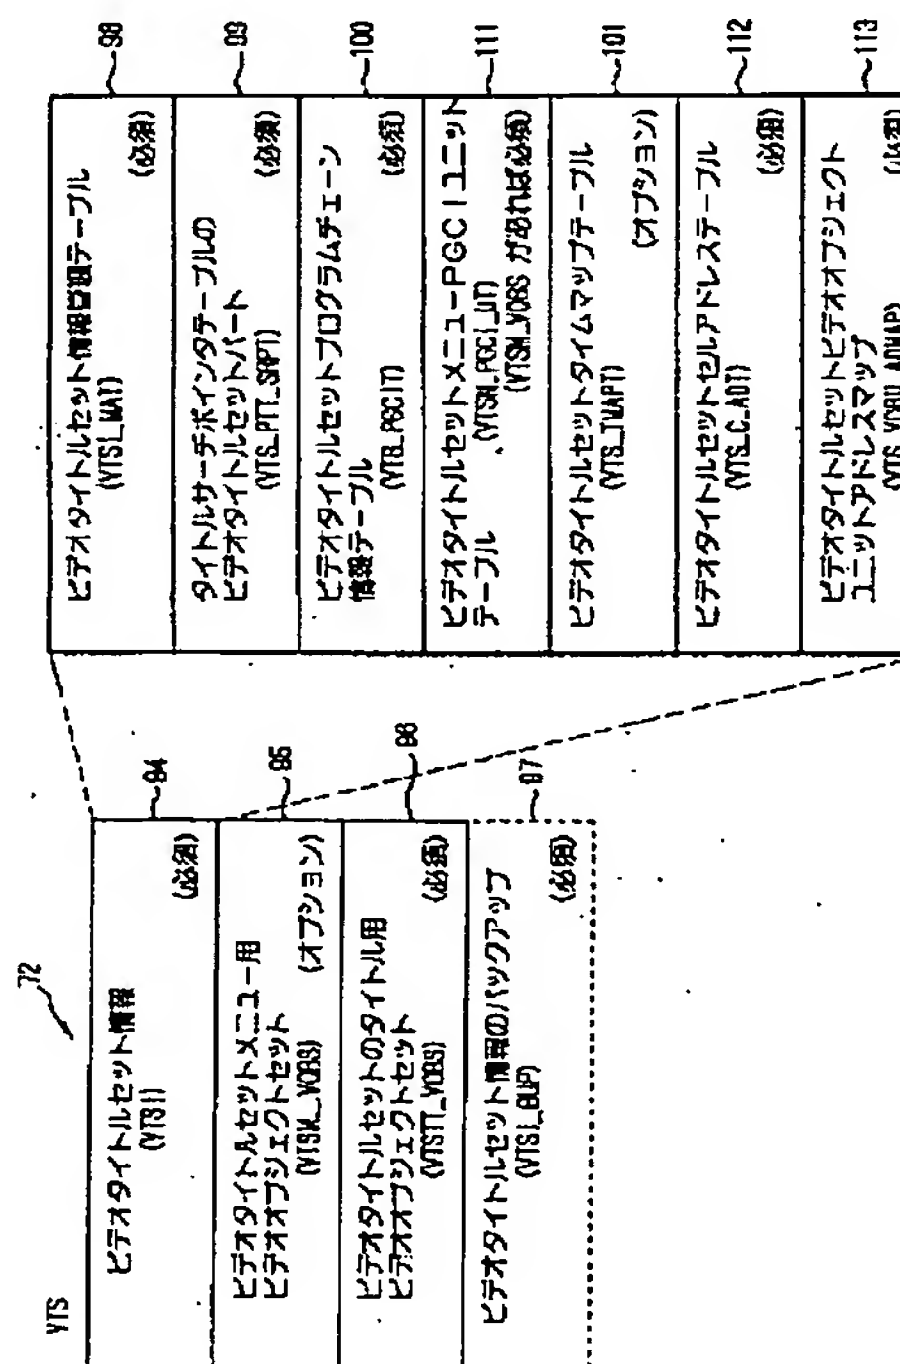 VTS
72
ビデオタイトルセット情報
(VTSI)
(必須)
94
ビデオタイトルセットメニュー用
ビデオオブジェクトセット
(VTSM_VOBS)
(オプション)
95
ビデオタイトルセットのタイトル用
ビデオオブジェクトセット
(VTSTT_VOBS)
(必須)
96
ビデオタイトルセット情報のバックアップ
(VTSI_BUP)
(必須)
97
ビデオタイトルセット情報管理テーブル
(VTSI_MAT)
(必須)
98
タイトルサーチポインタテーブルの
ビデオタイトルセットパート
(VTS_PTT_SRPT)
(必須)
99
ビデオタイトルセットプログラムチェーン
情報テーブル
(VTS_PGCIT)
(必須)
100
ビデオタイトルセットメニューPGCIユニット
テーブル
(VTSM_PGCI_UT)
(VTSM_VOBS があれば必須)
111
ビデオタイトルセットタイムマップテーブル
(VTS_TMAPT)
(オプション)
101
ビデオタイトルセットセルアドレステーブル
(VTS_C_ADT)
(必須)
112
ビデオタイトルセットビデオオブジェクト
ユニットアドレスマップ
(VTS_VOBU_ADMAP)
(必須)
113